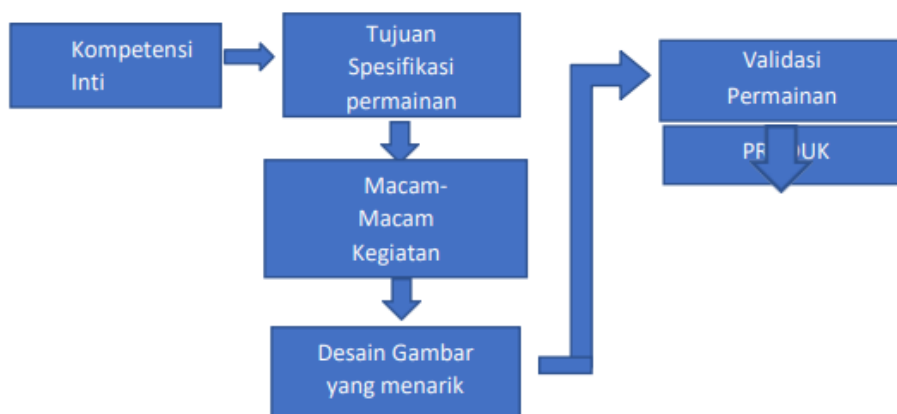 Kompetensi
Inti
Tujuan
Spesifikasi
permainan
Macam-
Macam
Kegiatan
Desain Gambar
yang menarik
Validasi
Permainan